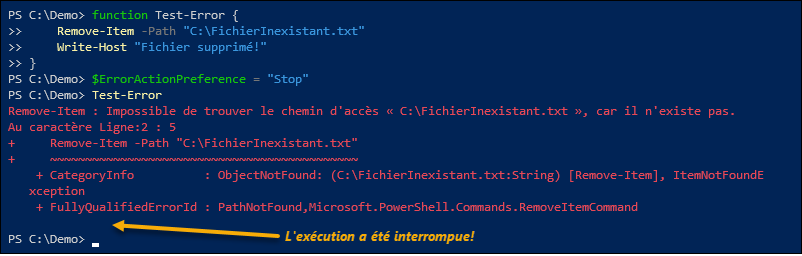 PS C:\Demo> function Test-Error {
>>     Remove-Item -Path "C:\FichierInexistant.txt"
>>     Write-Host "Fichier supprimé!"
>> }
PS C:\Demo> $ErrorActionPreference = "Stop"
PS C:\Demo> Test-Error
Remove-Item : Impossible de trouver le chemin d'accès « C:\FichierInexistant.txt », car il n'existe pas.
Au caractère Ligne:2 : 5
+     Remove-Item -Path "C:\FichierInexistant.txt"
+     ~~~~~~~~~~~~~~~~~~~~~~~~~~~~~~~~~~~~~~~~~~~~
    + CategoryInfo          : ObjectNotFound: (C:\FichierInexistant.txt:String) [Remove-Item], ItemNotFoundE
   xception
    + FullyQualifiedErrorId : PathNotFound,Microsoft.PowerShell.Commands.RemoveItemCommand
PS C:\Demo>
L'exécution a été interrompue!